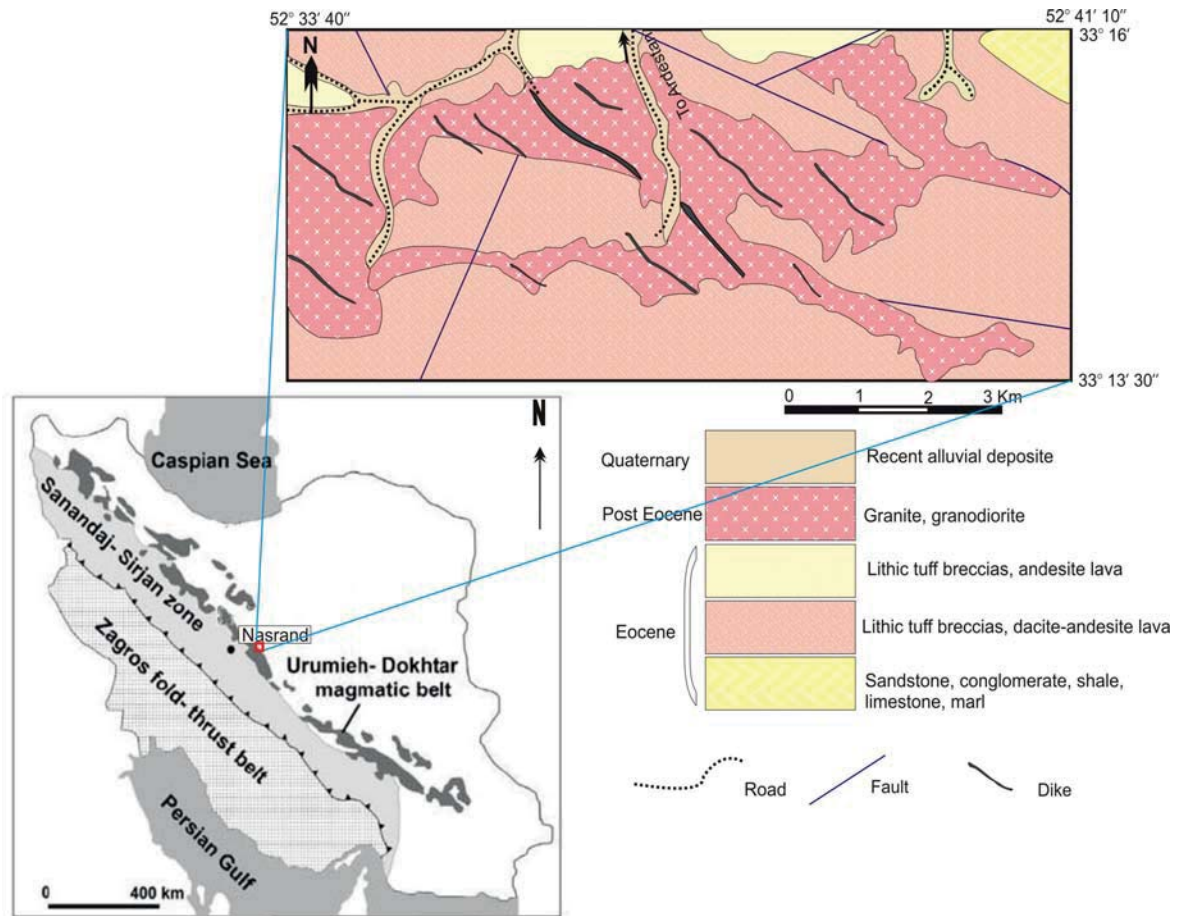 52° 33′ 40″
52° 41′ 10″
33° 16′
N
To Ardestan
33° 13′ 30″
0 1 2 3 Km
N
Caspian Sea
Sanandaj- Sirjan zone
Nasrand
Zagros fold- thrust belt
Urumieh- Dokhtar
magmatic belt
Persian Gulf
0 400 km
Quaternary
Recent alluvial deposite
Post Eocene
Granite, granodiorite
Lithic tuff breccias, andesite lava
Eocene
Lithic tuff breccias, dacite-andesite lava
Sandstone, conglomerate, shale,
limestone, marl
Road
Fault
Dike